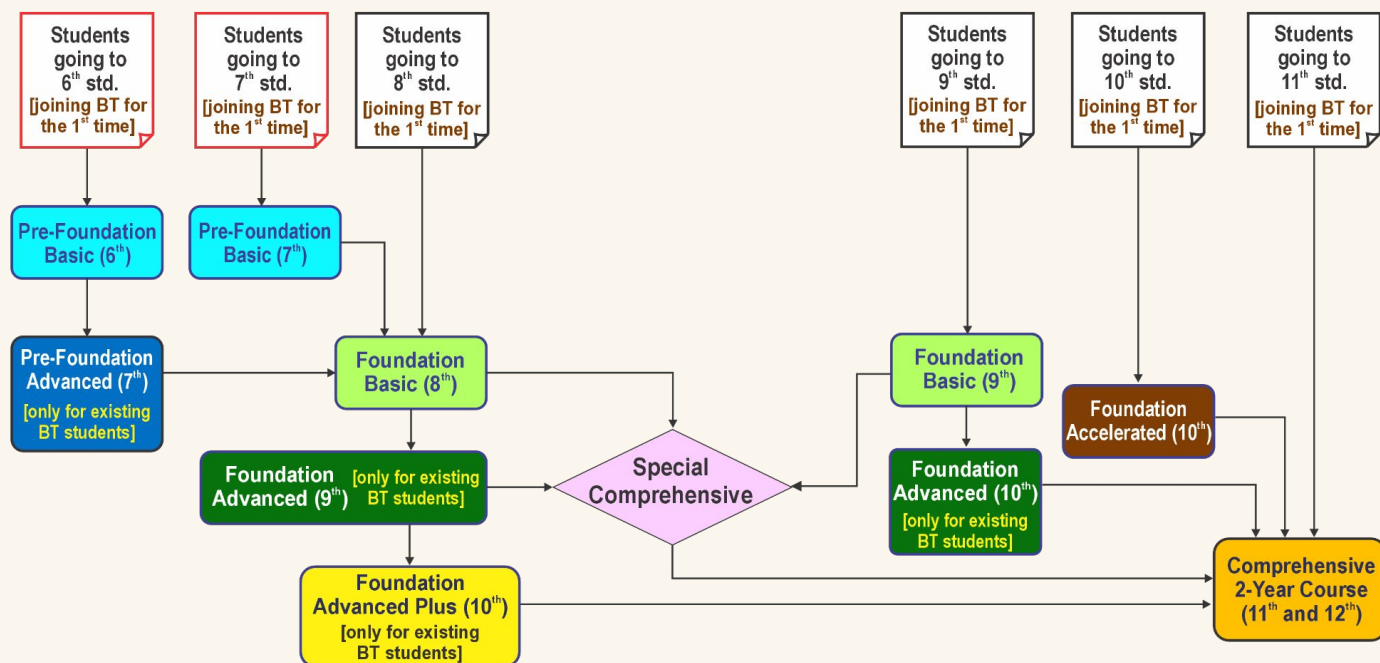 Students
going to
6th std.
[joining BT for
the 1st time]
Students
going to
7th std.
[joining BT for
the 1st time]
Students
going to
8th std.
[joining BT for
the 1st time]
Students
going to
9th std.
[joining BT for
the 1st time]
Students
going to
10th std.
[joining BT for
the 1st time]
Students
going to
11th std.
[joining BT for
the 1st time]
Pre-Foundation
Basic (6th)
Pre-Foundation
Basic (7th)
Pre-Foundation
Advanced (7th)
[only for existing
BT students]
Foundation
Basic (8th)
Foundation
Basic (9th)
Foundation
Accelerated (10th)
Foundation
Advanced (9th)
[only for existing
BT students]
Special
Comprehensive
Foundation
Advanced (10th)
[only for existing
BT students]
Foundation
Advanced Plus (10th)
[only for existing
BT students]
Comprehensive
2-Year Course
(11th and 12th)